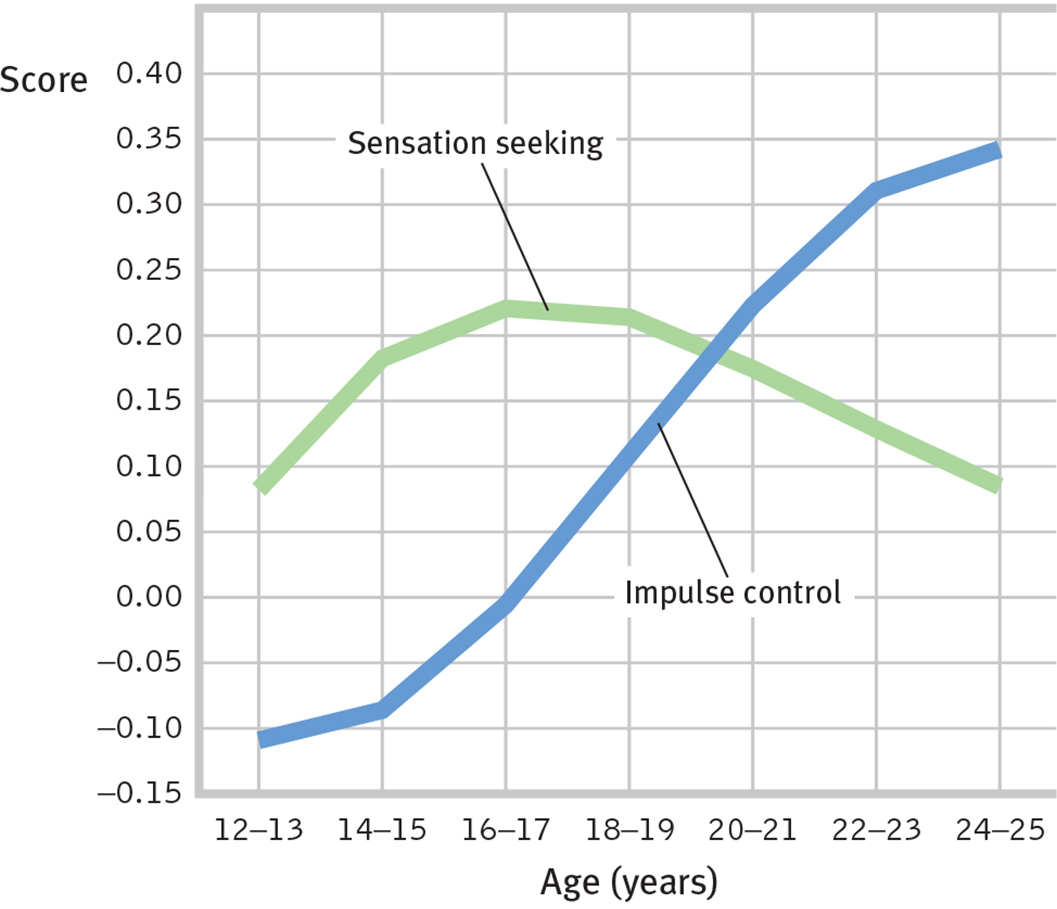 Score
0.40
0.35
Sensation seeking
0.30
0.25
0.20
0.15
0.10
0.05
0.00
Impulse control
–0.05
–0.10
–0.15
12–13 14–15 16–17 18–19 20–21 22–23 24–25
Age (years)